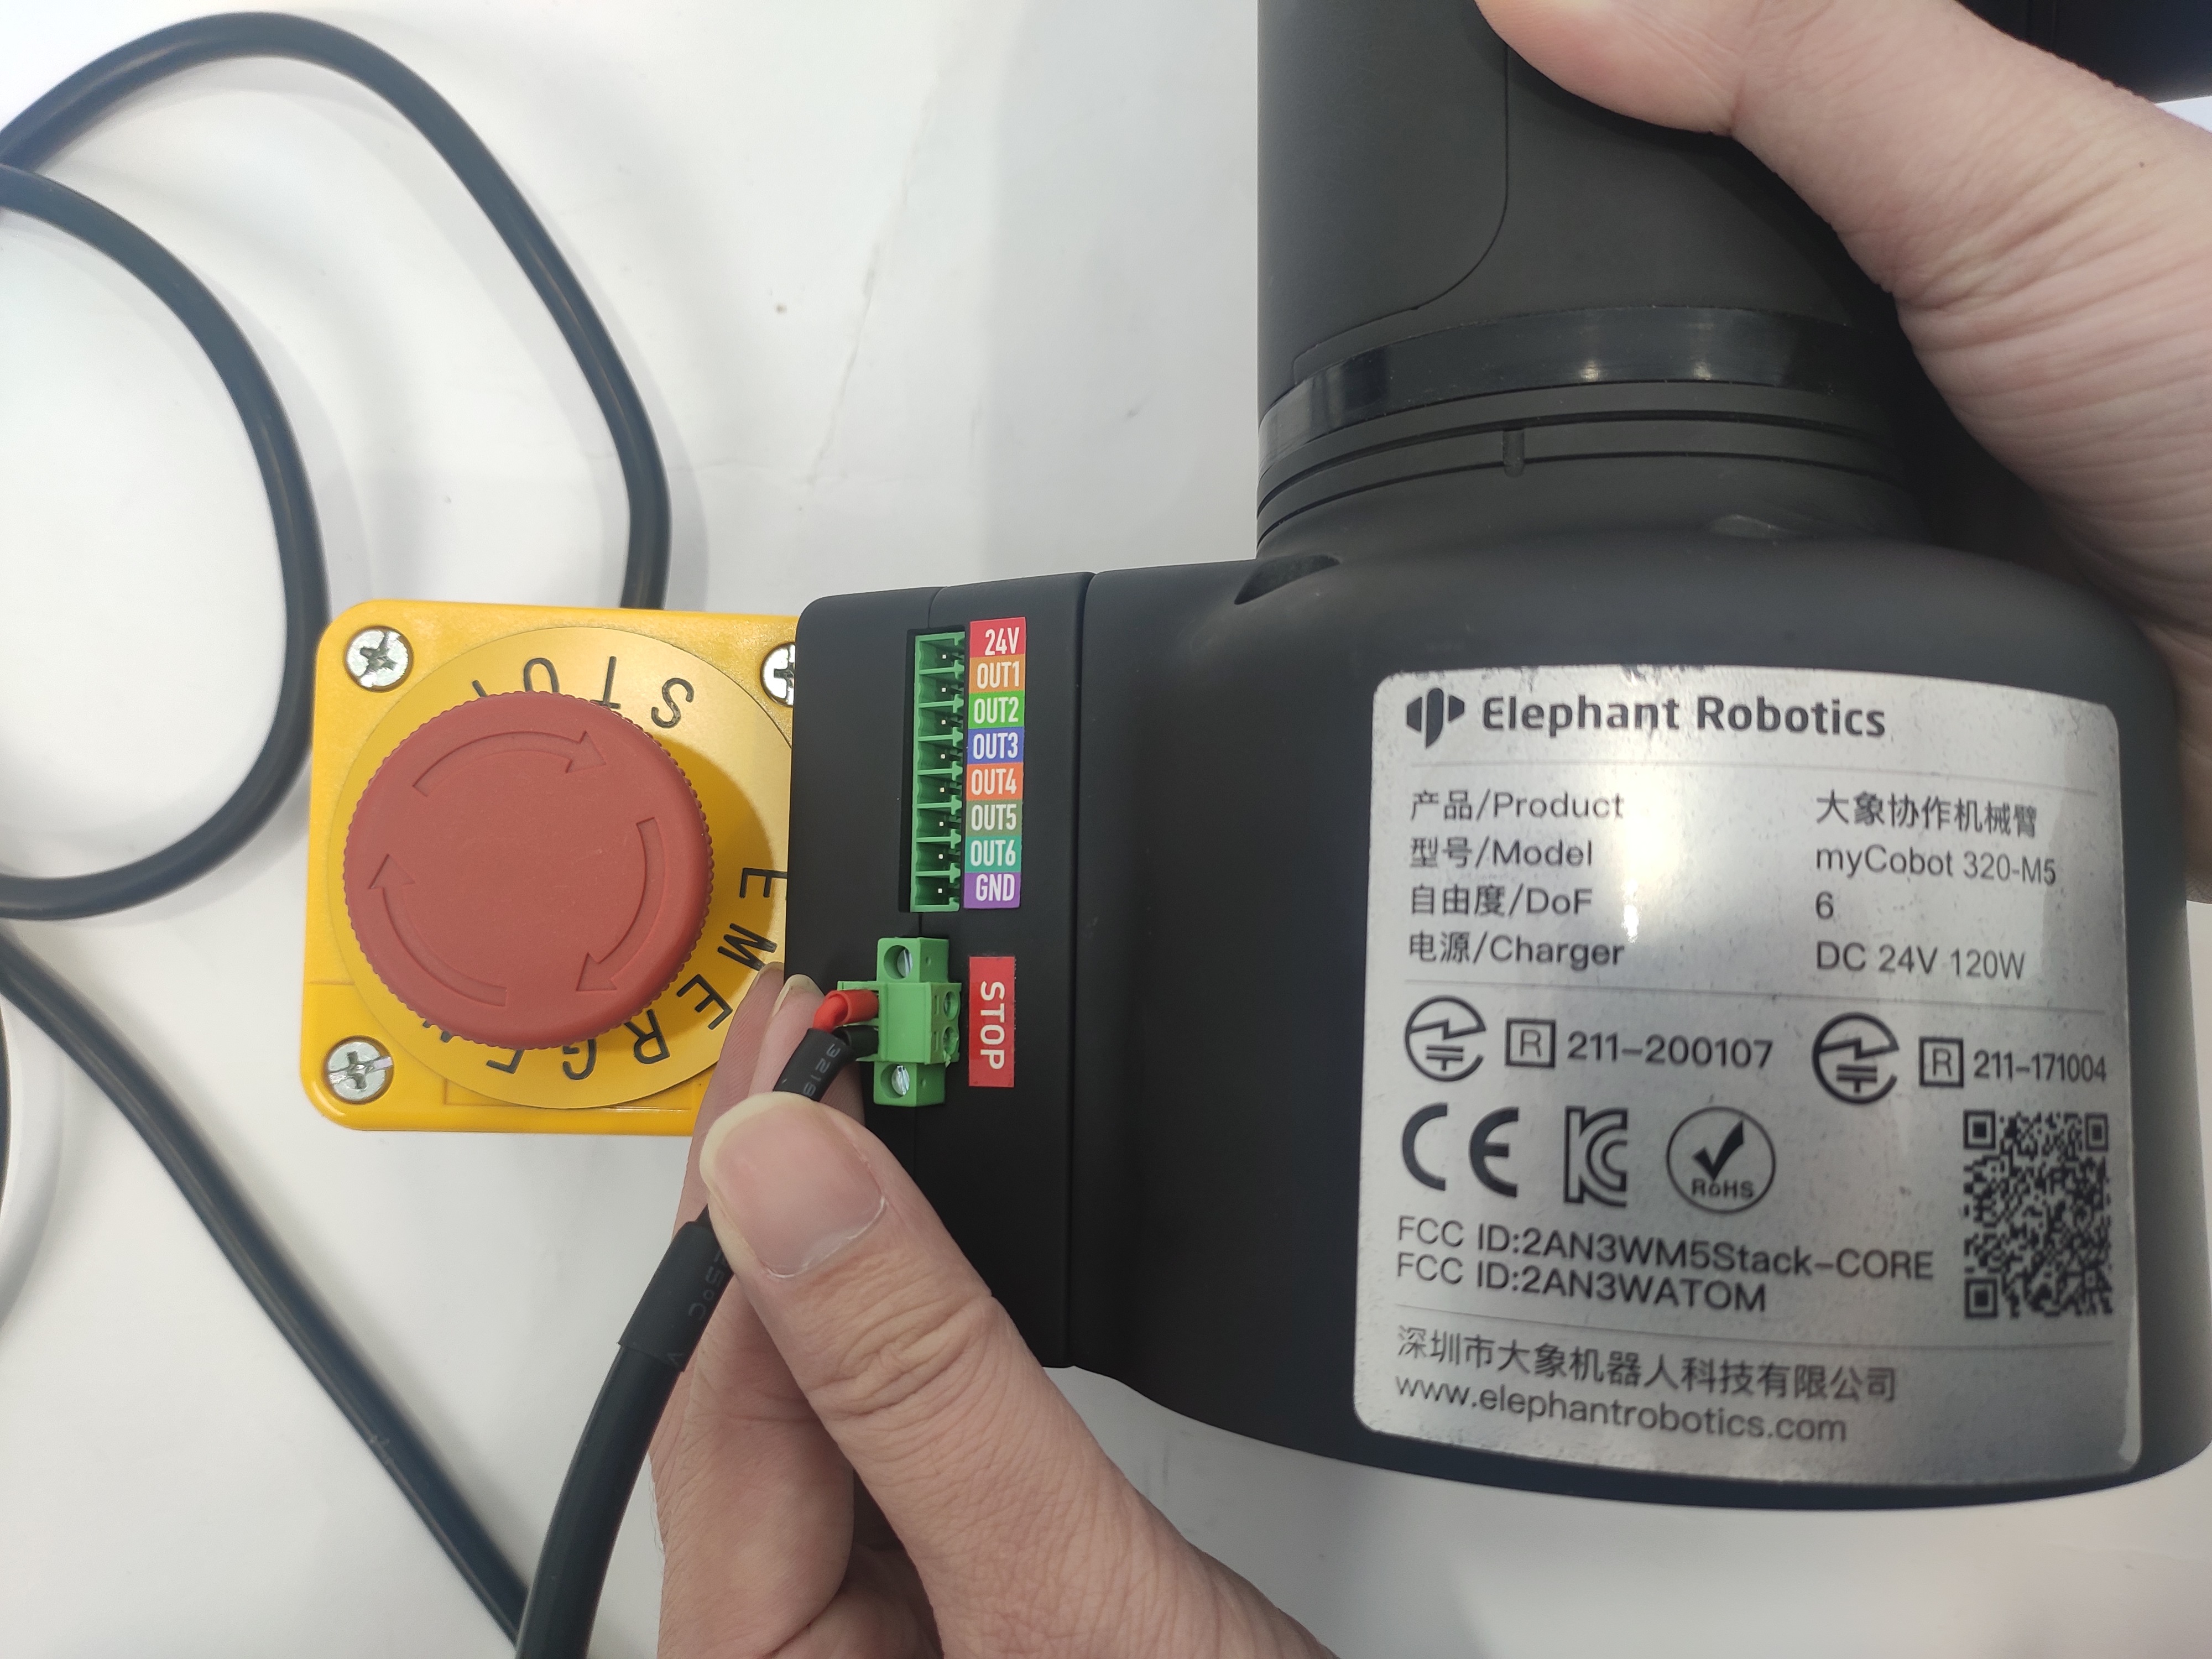 STOP
EMERGEN
24V
OUT1
OUT2
OUT3
OUT4
OUT5
OUT6
GND
STOP
Elephant Robotics
产品/Product 大象协作机械臂
型号/Model myCobot 320-M5
自由度/DoF 6
电源/Charger DC 24V 120W
R 211-200107 R 211-171004
CE KC RoHS
FCC ID:2AN3WM5Stack-CORE
FCC ID:2AN3WATOM
深圳市大象机器人科技有限公司
www.elephantrobotics.com